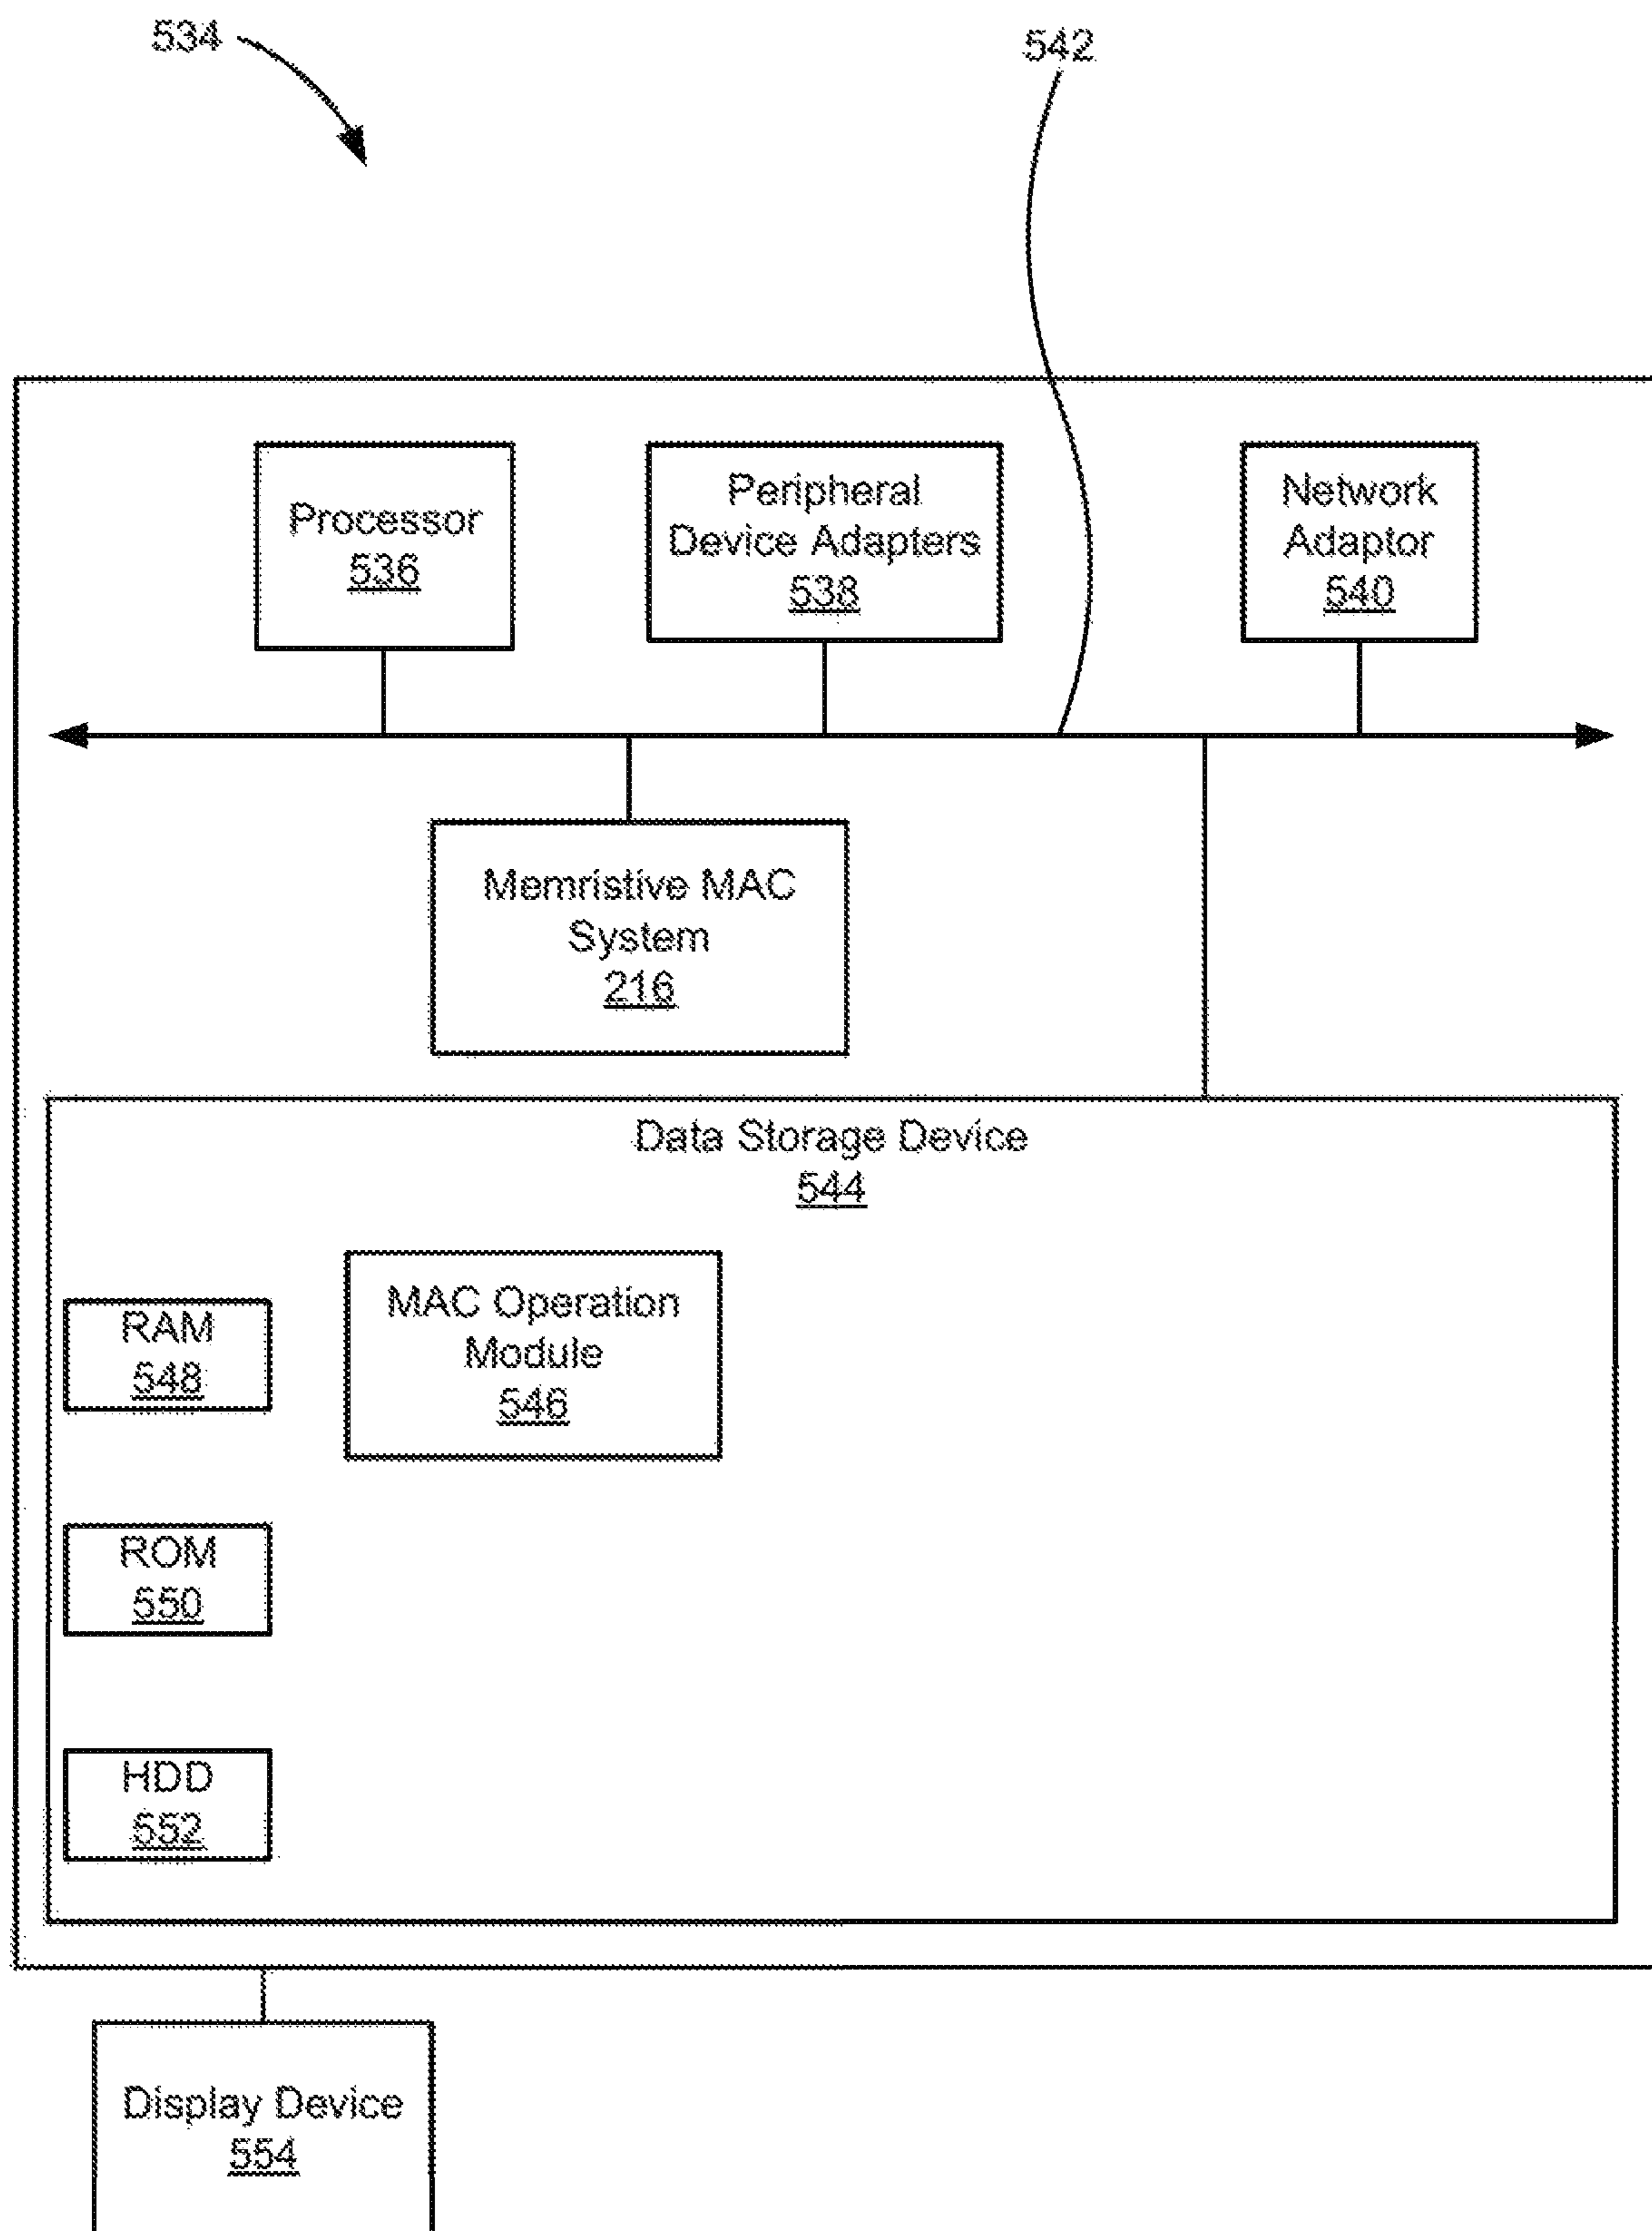 534
542
Processor
536
Peripheral
Device Adapters
538
Network
Adaptor
540
Memristive MAC
System
216
Data Storage Device
544
RAM
548
MAC Operation
Module
546
ROM
550
HDD
552
Display Device
554